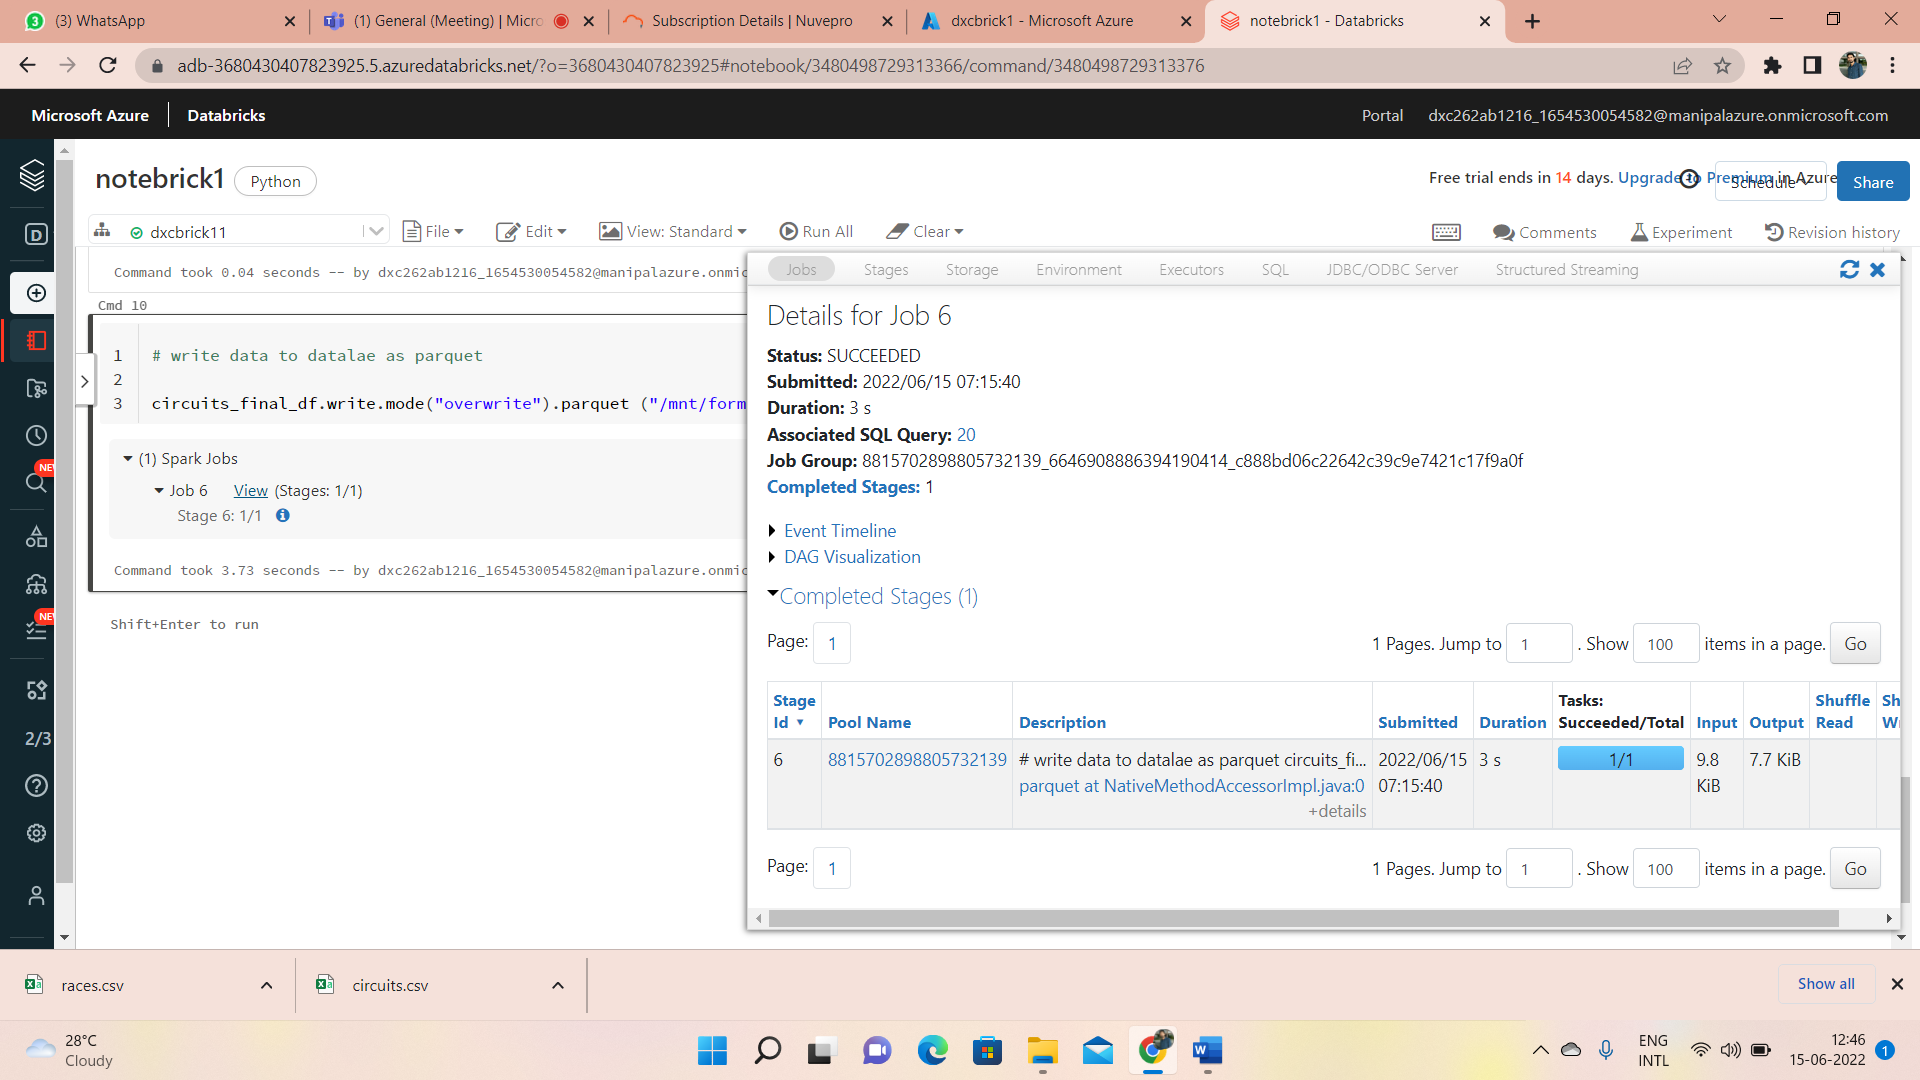 3
(3) WhatsApp
(1) General (Meeting) | Micro
Subscription Details | Nuvepro
dxcbrick1 - Microsoft Azure
notebrick1 - Databricks
adb-3680430407823925.5.azuredatabricks.net/?o=3680430407823925#notebook/3480498729313366/command/3480498729313376
Microsoft Azure
Databricks
Portal
dxc262ab1216_1654530054582@manipalazure.onmicrosoft.com
notebrick1
Python
Free trial ends in 14 days. Upgrade to Premium in Azure
Schedule
Share
dxcbrick11
File
Edit
View: Standard
Run All
Clear
Comments
Experiment
Revision history
D
NEW
NEW
2/3
Command took 0.04 seconds -- by dxc262ab1216_1654530054582@manipalazure.onmic
Cmd 10
1 # write data to datalae as parquet
2
3 circuits_final_df.write.mode("overwrite").parquet ("/mnt/form
(1) Spark Jobs
Job 6 View (Stages: 1/1)
Stage 6: 1/1
Command took 3.73 seconds -- by dxc262ab1216_1654530054582@manipalazure.onmic
Shift+Enter to run
Jobs
Stages
Storage
Environment
Executors
SQL
JDBC/ODBC Server
Structured Streaming
Details for Job 6
Status: SUCCEEDED
Submitted: 2022/06/15 07:15:40
Duration: 3 s
Associated SQL Query: 20
Job Group: 8815702898805732139_6646908886394190414_c888bd06c22642c39c9e7421c17f9a0f
Completed Stages: 1
Event Timeline
DAG Visualization
Completed Stages (1)
Page: 1
1 Pages. Jump to 1 . Show 100 items in a page. Go
Stage Id
Pool Name
Description
Submitted
Duration
Tasks: Succeeded/Total
Input
Output
Shuffle Read
Sh
6
8815702898805732139
# write data to datalae as parquet circuits_fi...
parquet at NativeMethodAccessorImpl.java:0
+details
2022/06/15
07:15:40
3 s
1/1
9.8 KiB
7.7 KiB
Page: 1
1 Pages. Jump to 1 . Show 100 items in a page. Go
races.csv
circuits.csv
Show all
28°C
Cloudy
ENG
INTL
12:46
15-06-2022
1